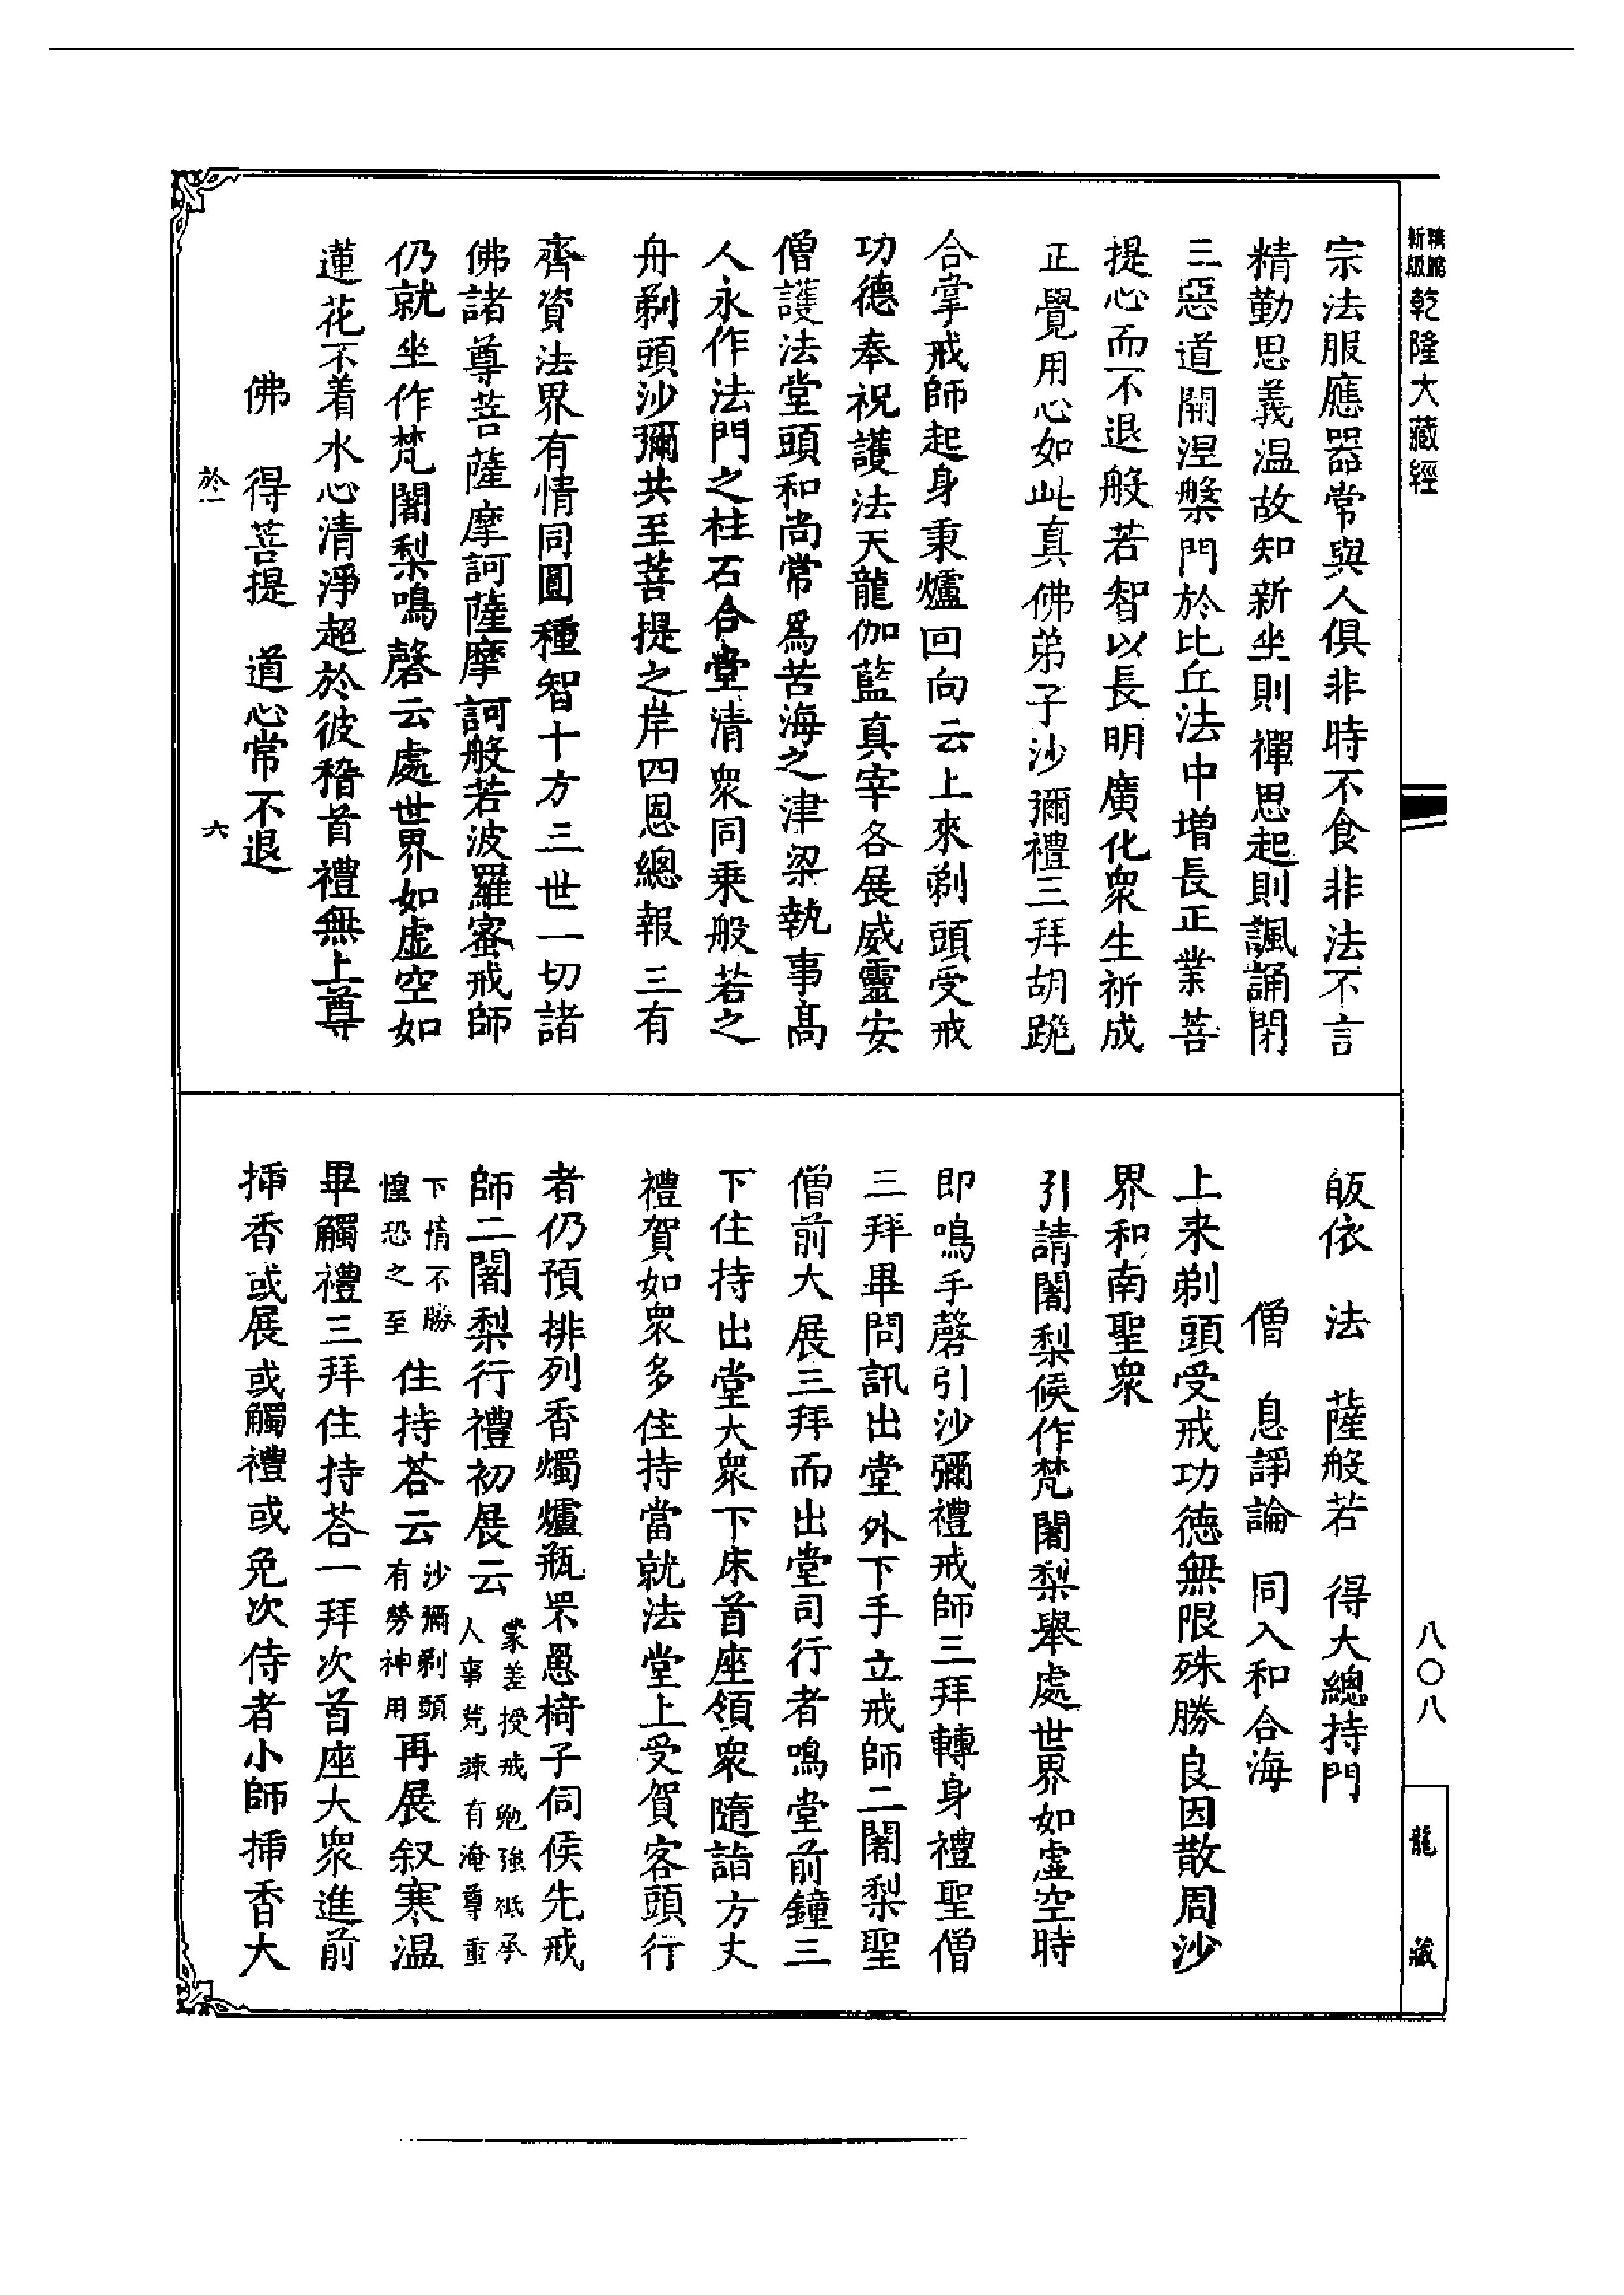 新版
乾隆大藏經
宗法服應器常與人俱非時不食非法不言
精勤思義温故知新坐則禪思起則諷誦閉
三惡道開涅槃門於比丘法中增長正業菩
提心而不退般若智以長明廣化衆生祈成
正覺用心如此真佛弟子沙彌禮三拜胡跪
合掌戒師起身秉爐回向云上來剃頭受戒
功德奉祝護法天龍伽藍真宰各展威靈安
僧護法堂頭和尚常爲苦海之津梁執事高
人永作法門之柱石合堂清衆同乘般若之
舟剃頭沙彌共至菩提之岸四恩總報三有
齊資法界有情同圓種智十方三世一切諸
佛諸尊菩薩摩訶薩摩訶般若波羅蜜戒師
仍就坐作梵闍梨鳴磬云處世界如虛空如
蓮花不着水心清淨超於彼稽首禮無上尊
佛 得菩提 道心常不退
於一 六
皈依 法 薩般若 得大總持門
僧 息諍論 同入和合海
上来剃頭受戒功德無限殊勝良因散周沙
界和南聖衆
引請闍梨候作梵闍梨舉處世界如虛空時
即鳴手磬引沙彌禮戒師三拜轉身禮聖僧
三拜畢問訊出堂外下手立戒師二闍梨聖
僧前大展三拜而出堂司行者鳴堂前鐘三
下住持出堂大衆下床首座領衆隨詣方丈
禮賀如衆多住持當就法堂上受賀客頭行
者仍預排列香燭爐瓶罘罳椅子伺候先戒
師二闍梨行禮初展云蒙差授戒勉強祇承人事荒疎有淹尊重
下情不勝惶恐之至住持荅云沙彌剃頭有勞神用再展叙寒温
畢觸禮三拜住持荅一拜次首座大衆進前
揷香或展或觸禮或免次侍者小師揷香大
八〇八
龍藏